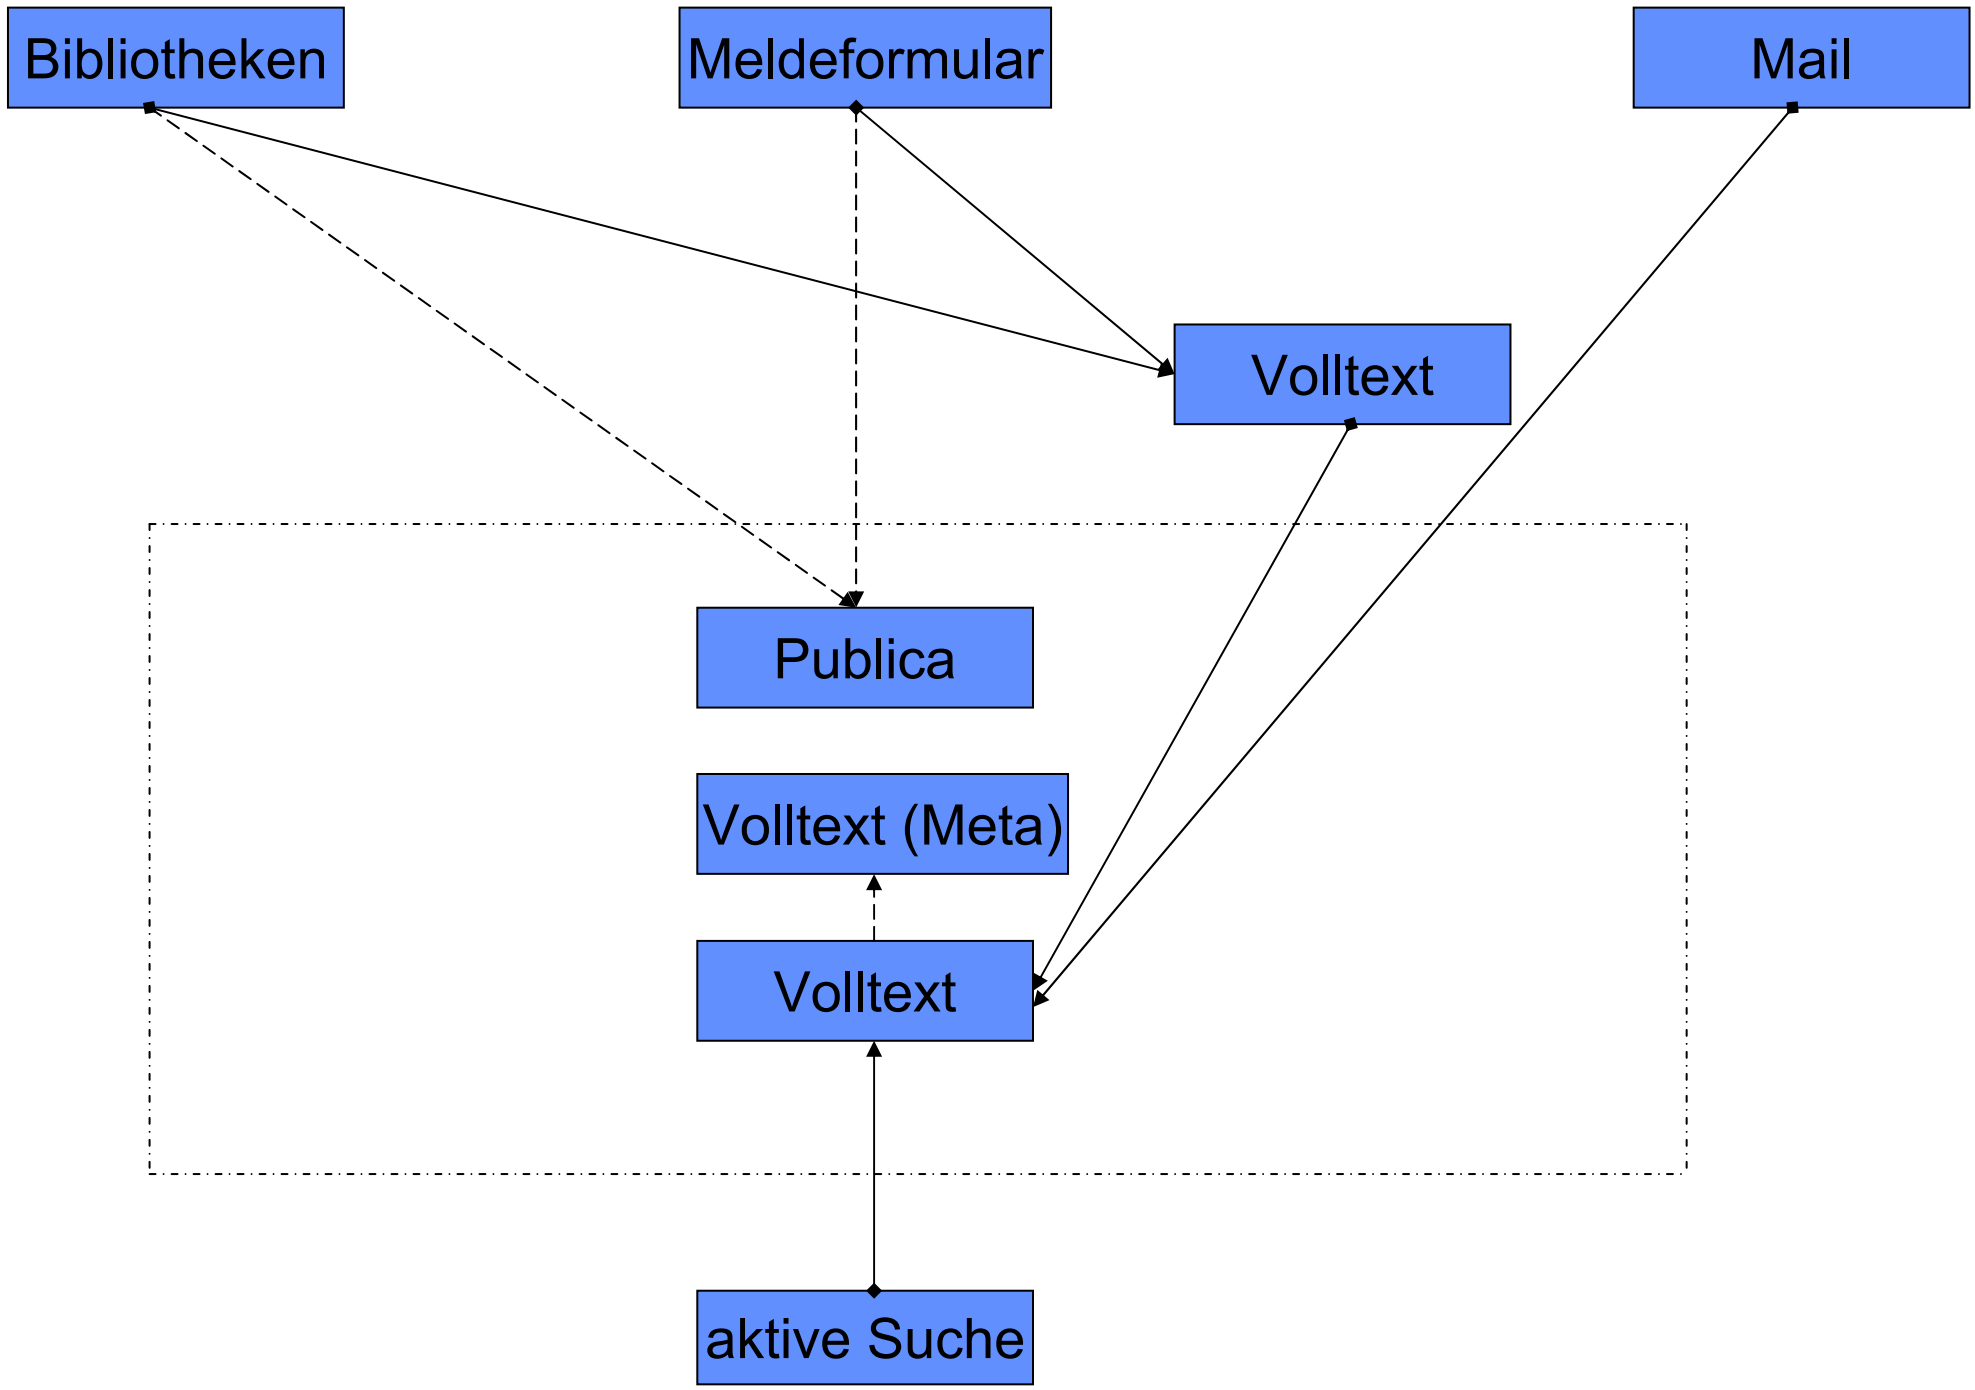 Bibliotheken
Meldeformular
Mail
Volltext
Publica
Volltext (Meta)
Volltext
aktive Suche